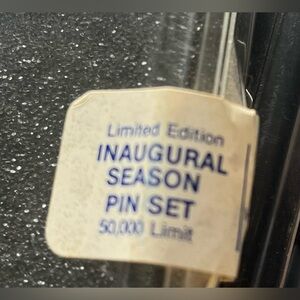 Limited Edition
INAUGURAL
SEASON
PIN SET
50,000 Limit